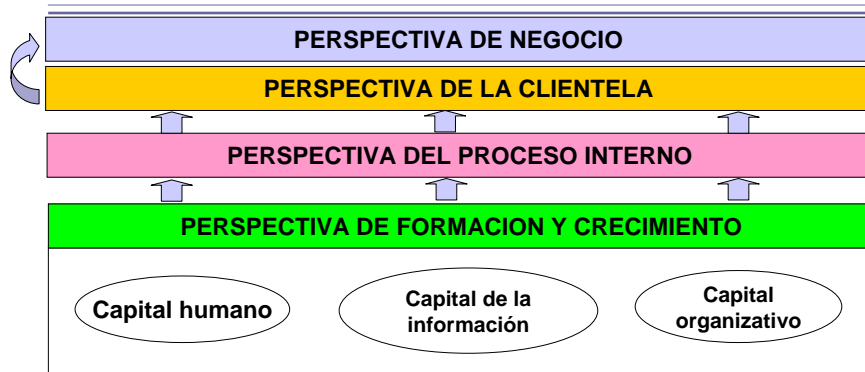 PERSPECTIVA DE NEGOCIO
PERSPECTIVA DE LA CLIENTELA
PERSPECTIVA DEL PROCESO INTERNO
PERSPECTIVA DE FORMACION Y CRECIMIENTO
Capital humano
Capital de la
información
Capital
organizativo